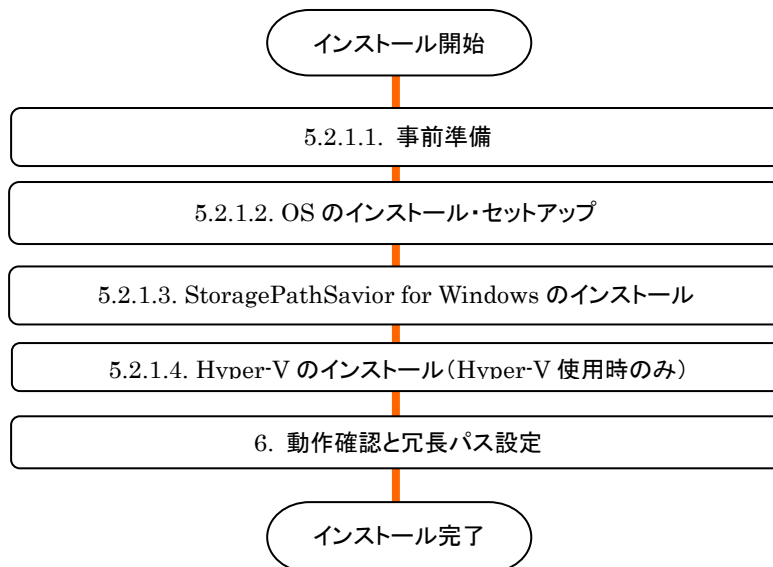 インストール開始
5.2.1.1. 事前準備
5.2.1.2. OS のインストール・セットアップ
5.2.1.3. StoragePathSavior for Windows のインストール
5.2.1.4. Hyper-V のインストール(Hyper-V 使用時のみ)
6. 動作確認と冗長パス設定
インストール完了